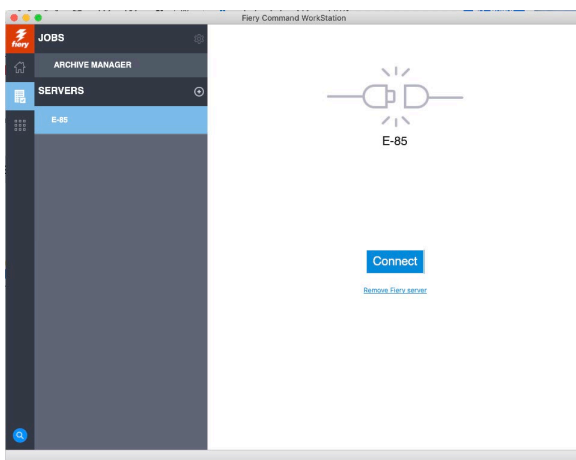 Fiery Command WorkStation
fiery
JOBS
ARCHIVE MANAGER
SERVERS
E-85
E-85
Connect
Remove Fiery server